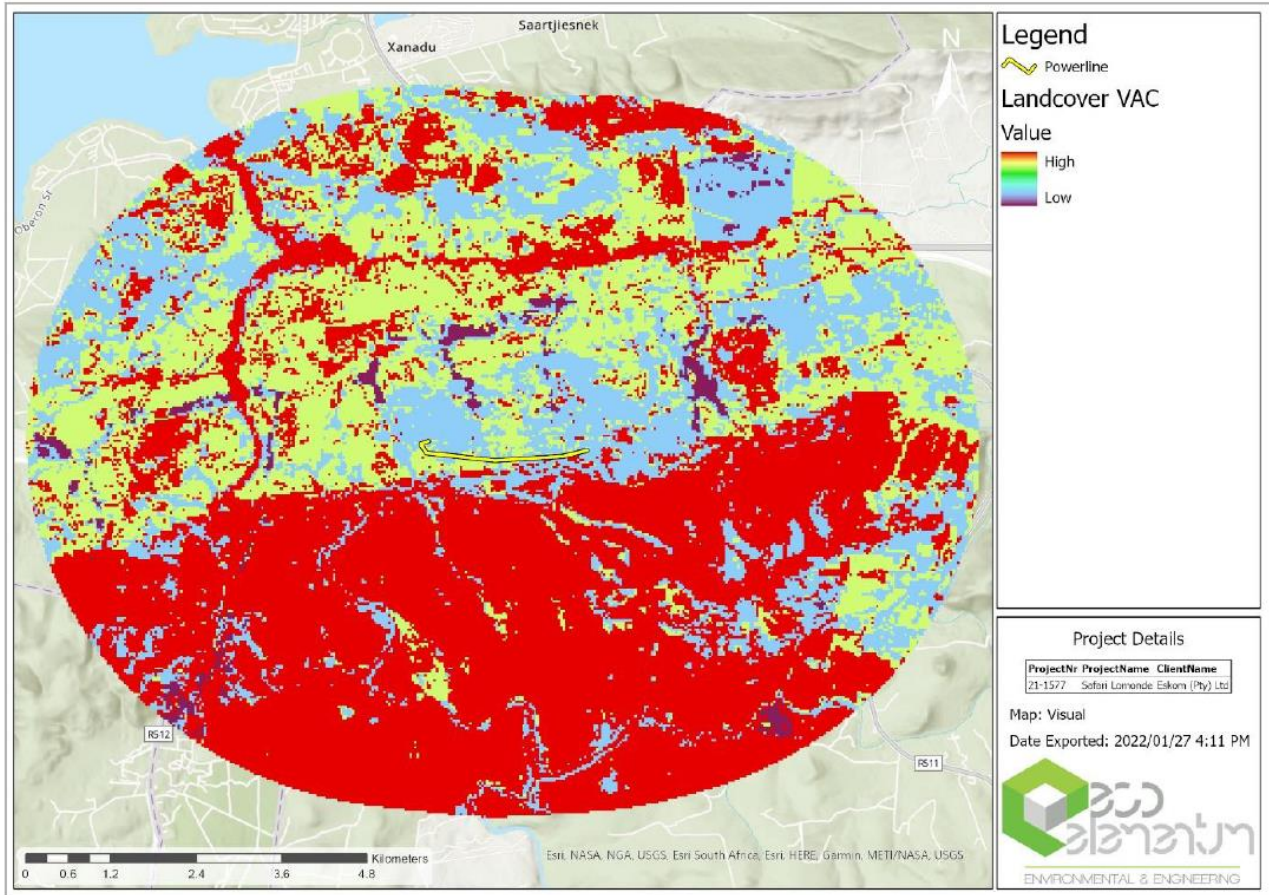 Saartjiesnek
Xanadu
N
Oberon St
R512
R511
Kilometers
0 0.6 1.2 2.4 3.6 4.8
Esri, NASA, NGA, USGS, Esri South Africa, Esri, HERE, Garmin, METI/NASA, USGS
Legend
Powerline
Landcover VAC
Value
High
Low
Project Details
ProjectNr ProjectName ClientName
21-1577 Safari Lomonde Eskom (Pty) Ltd
Map: Visual
Date Exported: 2022/01/27 4:11 PM
eco
elementum
ENVIRONMENTAL & ENGINEERING